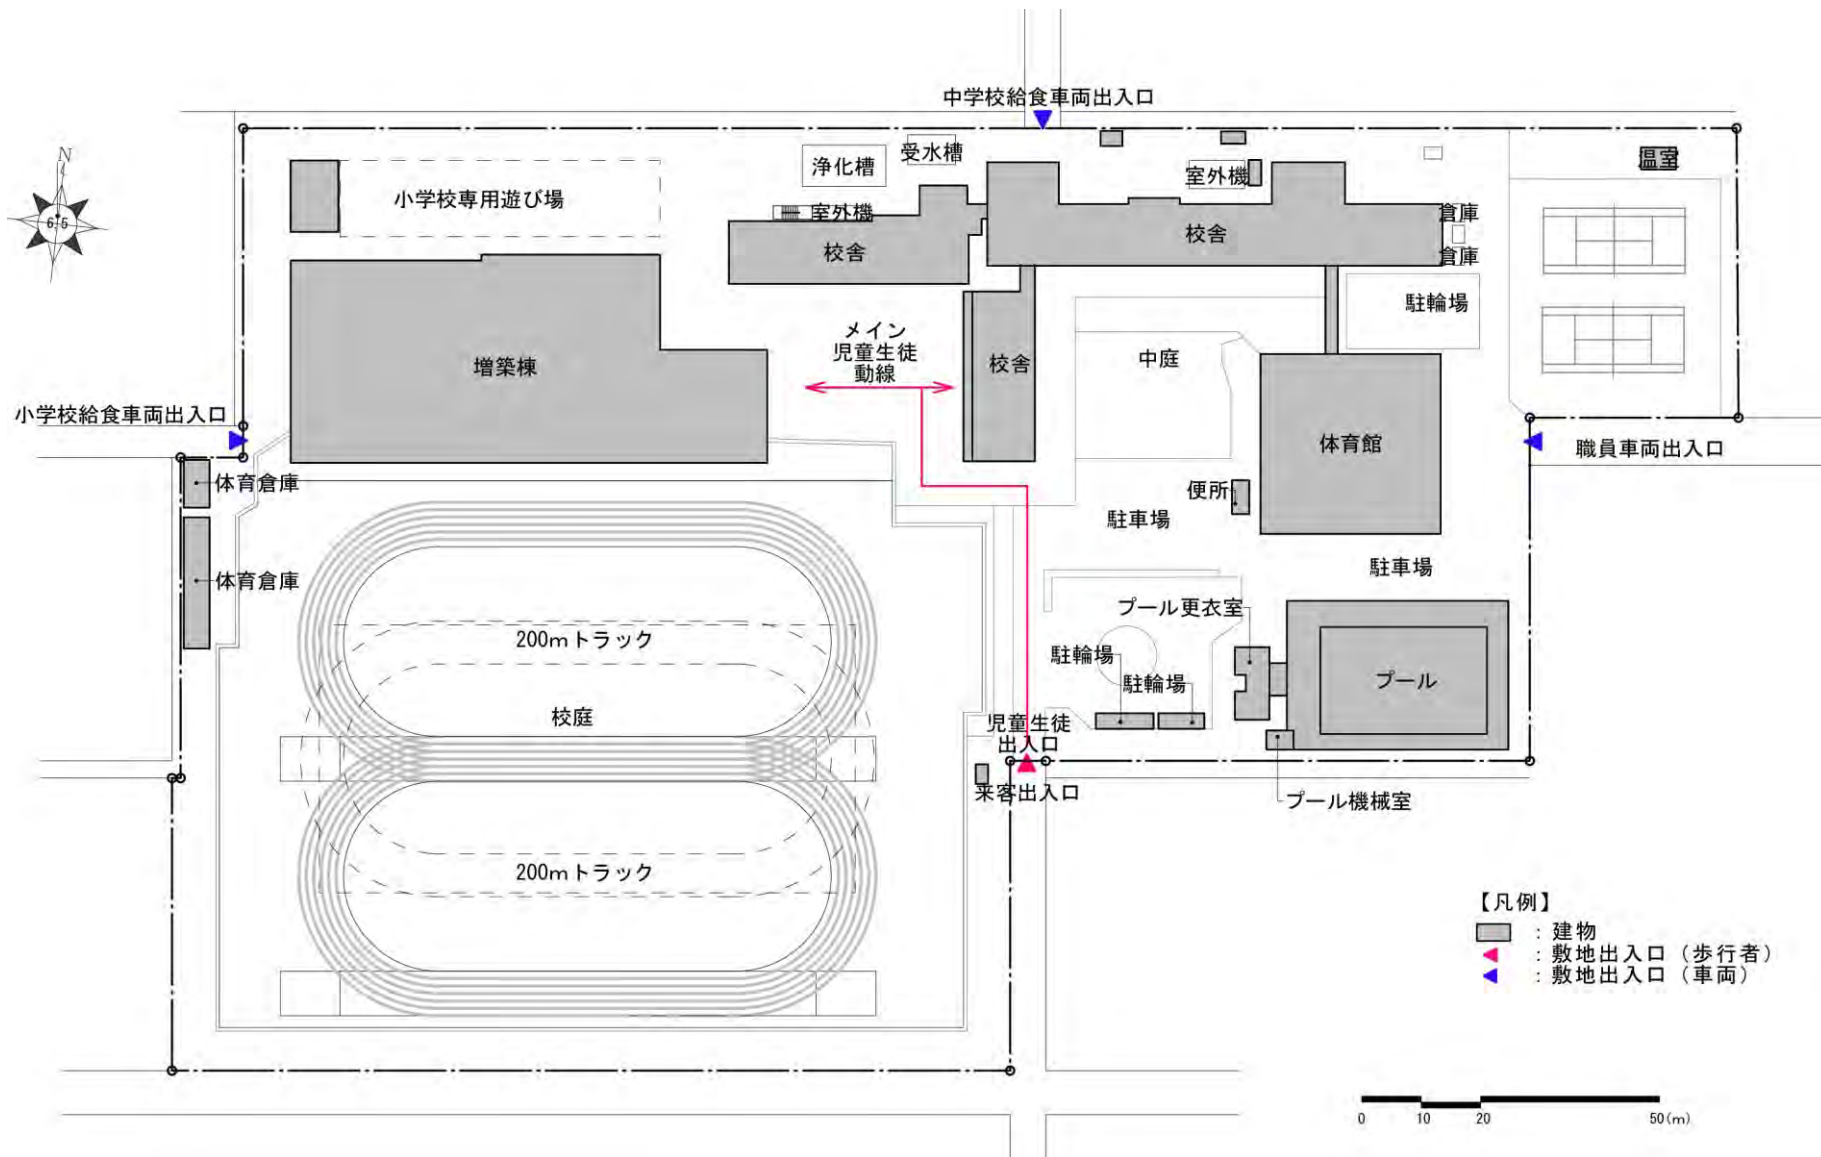 中学校給食車両出入口
N
6.5
受水槽
浄化槽
温室
室外機
小学校専用遊び場
室外機
倉庫
校舎
校舎
倉庫
駐輪場
メイン
児童生徒
動線
校舎
中庭
増築棟
小学校給食車両出入口
体育館
職員車両出入口
体育倉庫
便所
駐車場
駐車場
体育倉庫
プール更衣室
200mトラック
駐輪場
駐輪場
プール
校庭
児童生徒
出入口
来客出入口
プール機械室
200mトラック
【凡例】
：建物
：敷地出入口（歩行者）
：敷地出入口（車両）
0 10 20 50(m)